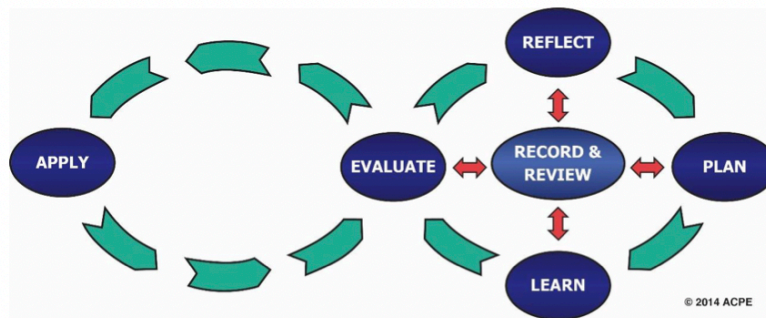 REFLECT
APPLY
EVALUATE
RECORD &
REVIEW
PLAN
LEARN
© 2014 ACPE